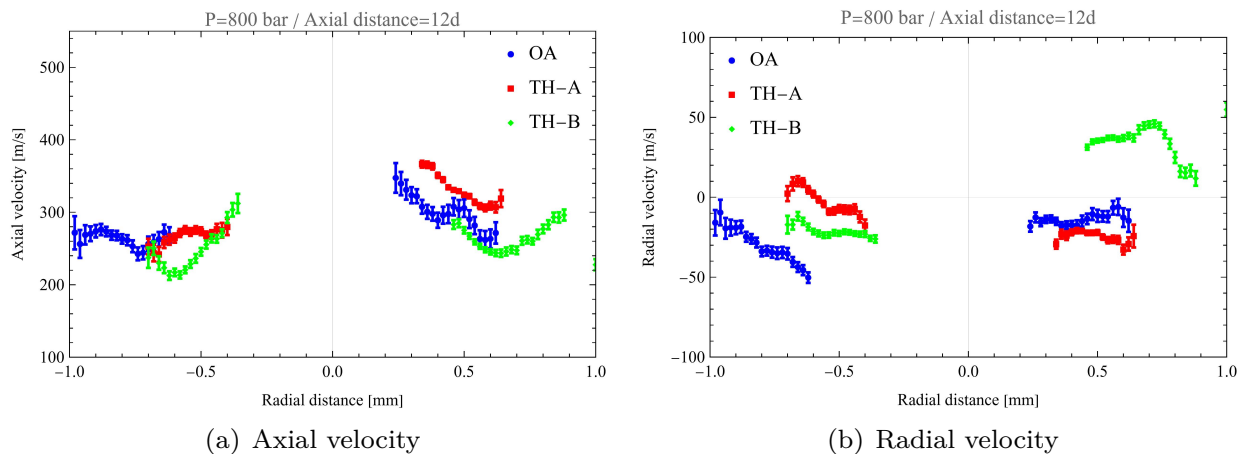 P=800 bar / Axial distance=12d
500
400
300
200
100
Axial velocity [m/s]
OA
TH-A
TH-B
-1.0 -0.5 0.0 0.5 1.0
Radial distance [mm]
(a) Axial velocity
P=800 bar / Axial distance=12d
100
50
0
-50
-100
Radial velocity [m/s]
OA
TH-A
TH-B
-1.0 -0.5 0.0 0.5 1.0
Radial distance [mm]
(b) Radial velocity